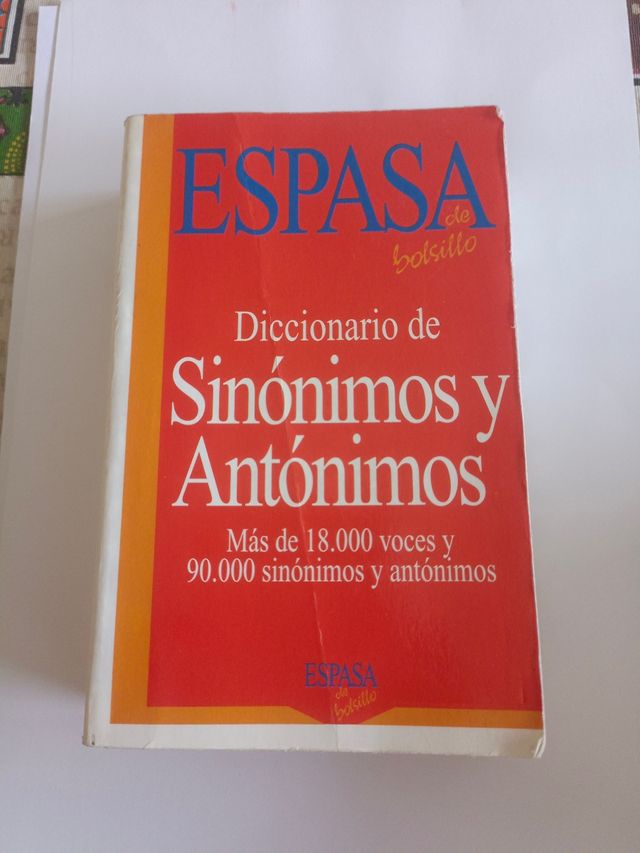 ESPASA
de
bolsillo
Diccionario de
Sinónimos y
Antónimos
Más de 18.000 voces y
90.000 sinónimos y antónimos
ESPASA
de
bolsillo